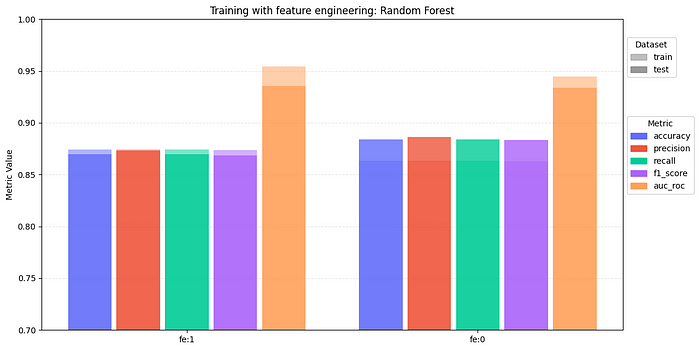 Training with feature engineering: Random Forest
Metric Value
1.00
0.95
0.90
0.85
0.80
0.75
0.70
fe:1
fe:0
Dataset
train
test
Metric
accuracy
precision
recall
f1_score
auc_roc